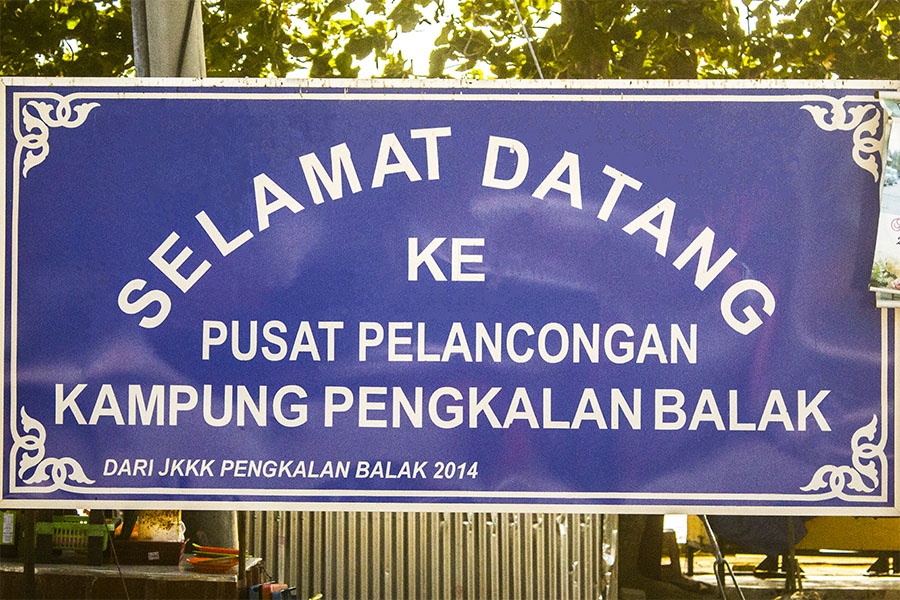 SELAMAT DATANG
KE
PUSAT PELANCONGAN
KAMPUNG PENGKALAN BALAK
DARI JKKK PENGKALAN BALAK 2014